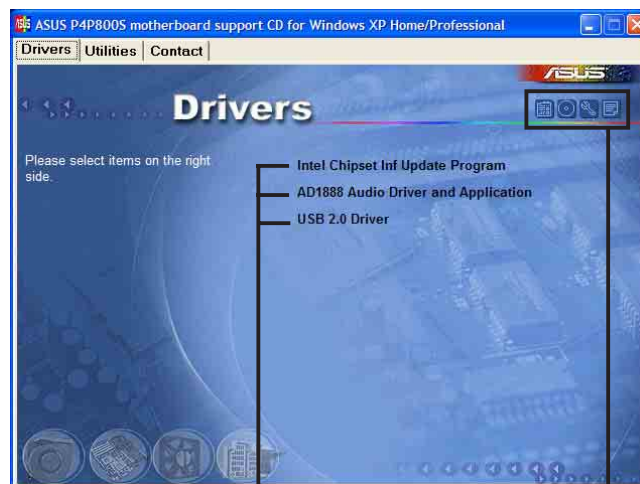 ASUS P4P800S motherboard support CD for Windows XP Home/Professional
Drivers Utilities Contact
ASUS
Drivers
Please select items on the right
side.
Intel Chipset Inf Update Program
AD1888 Audio Driver and Application
USB 2.0 Driver